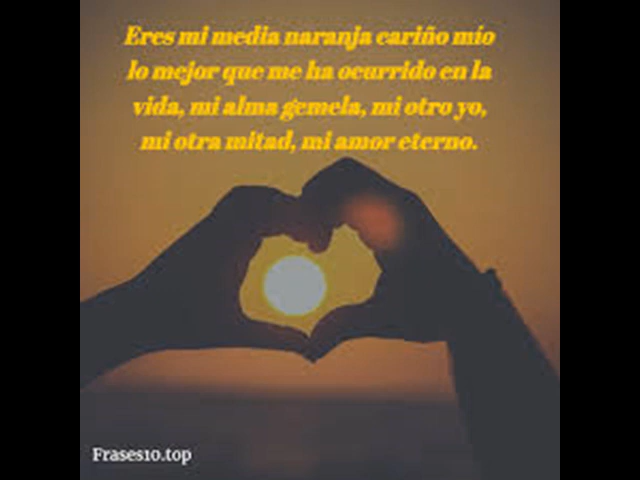 Eres mi media naranja cariño mío
lo mejor que me ha ocurrido en la
vida, mi alma gemela, mi otro yo,
mi otra mitad, mi amor eterno.
Frases10.top